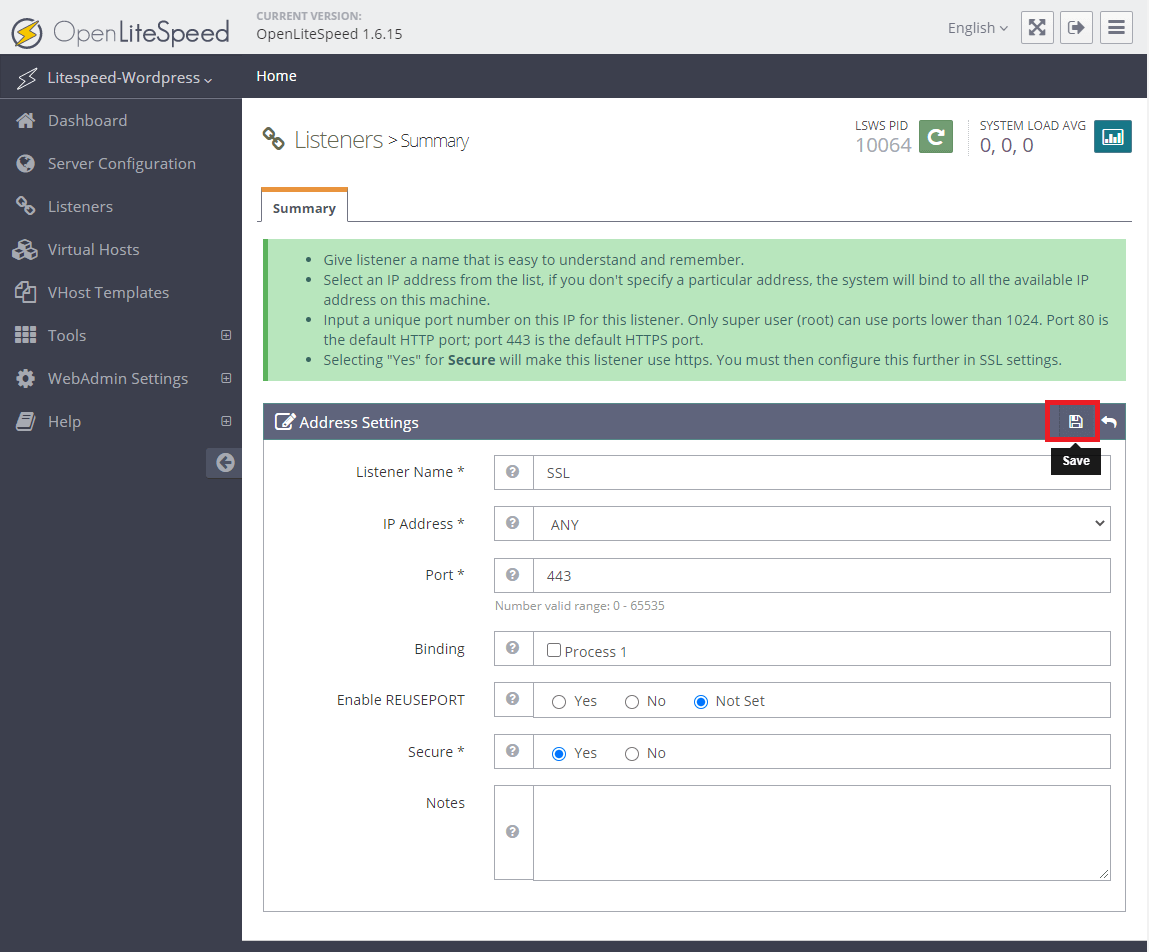 OpenLiteSpeed
CURRENT VERSION:
OpenLiteSpeed 1.6.15
English
Litespeed-Wordpress
Home
Dashboard
Server Configuration
Listeners
Virtual Hosts
VHost Templates
Tools
WebAdmin Settings
Help
Listeners > Summary
LSWS PID
10064
SYSTEM LOAD AVG
0, 0, 0
Summary
Give listener a name that is easy to understand and remember.
Select an IP address from the list, if you don't specify a particular address, the system will bind to all the available IP
address on this machine.
Input a unique port number on this IP for this listener. Only super user (root) can use ports lower than 1024. Port 80 is
the default HTTP port; port 443 is the default HTTPS port.
Selecting "Yes" for Secure will make this listener use https. You must then configure this further in SSL settings.
Address Settings
Save
Listener Name * SSL
IP Address * ANY
Port * 443
Number valid range: 0 - 65535
Binding Process 1
Enable REUSEPORT Yes No Not Set
Secure * Yes No
Notes